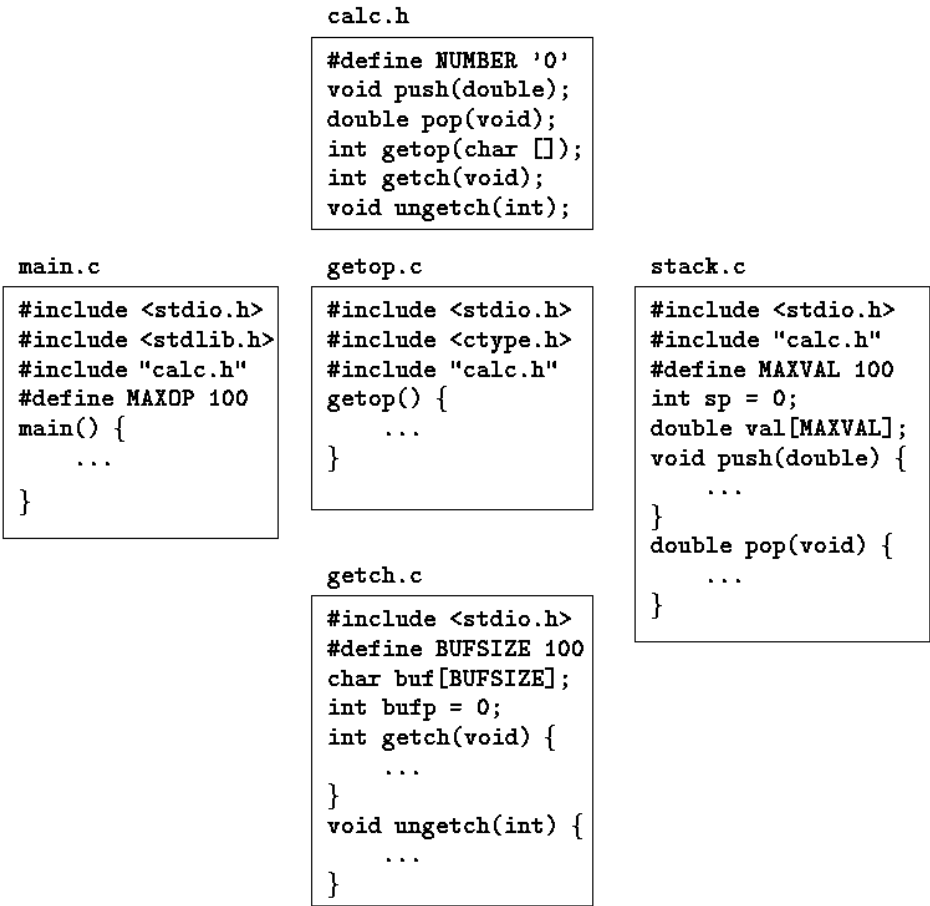 calc.h
#define NUMBER '0'
void push(double);
double pop(void);
int getop(char []);
int getch(void);
void ungetch(int);
main.c
#include <stdio.h>
#include <stdlib.h>
#include "calc.h"
#define MAXOP 100
main() {
...
}
getop.c
#include <stdio.h>
#include <ctype.h>
#include "calc.h"
getop() {
...
}
getch.c
#include <stdio.h>
#define BUFSIZE 100
char buf[BUFSIZE];
int bufp = 0;
int getch(void) {
...
}
void ungetch(int) {
...
}
stack.c
#include <stdio.h>
#include "calc.h"
#define MAXVAL 100
int sp = 0;
double val[MAXVAL];
void push(double) {
...
}
double pop(void) {
...
}